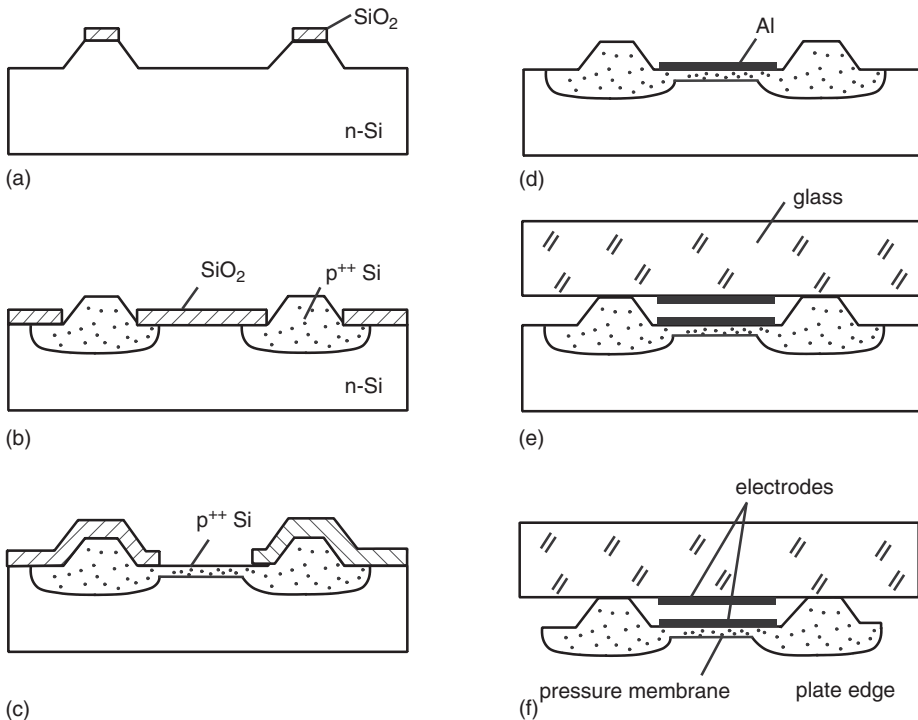 SiO₂
n-Si
(a)
SiO₂
p⁺⁺ Si
n-Si
(b)
p⁺⁺ Si
(c)
Al
(d)
glass
(e)
electrodes
pressure membrane
plate edge
(f)